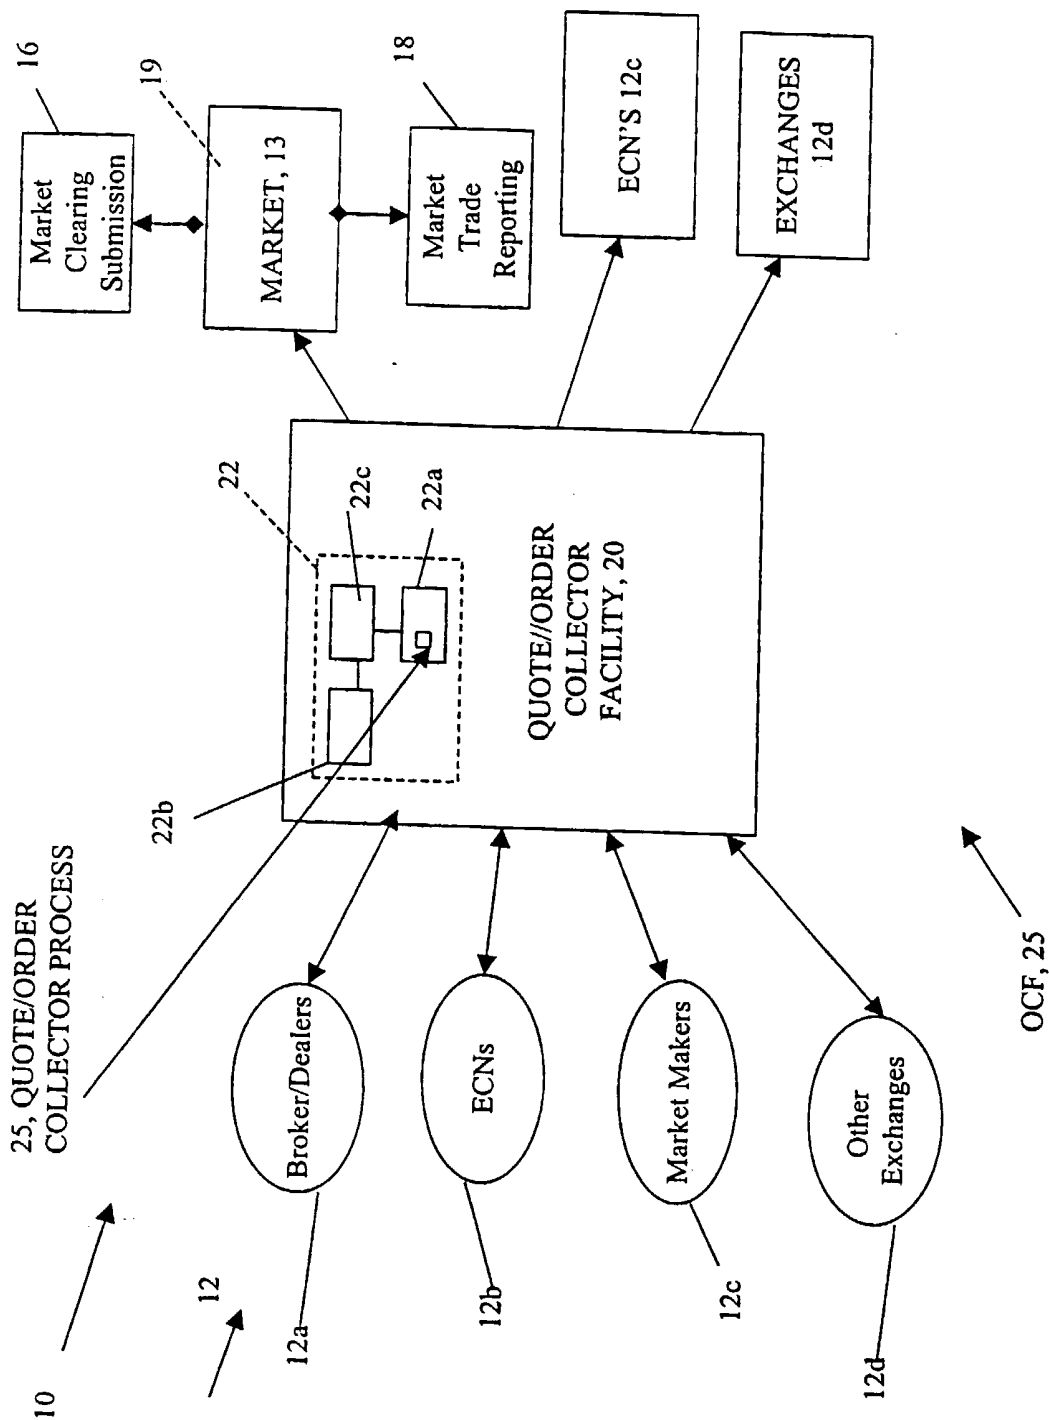 10
25, QUOTE/ORDER
COLLECTOR PROCESS
12
12a
Broker/Dealers
12b
ECNs
12c
Market Makers
12d
Other
Exchanges
22b
22
22c
22a
QUOTE//ORDER
COLLECTOR
FACILITY, 20
16
Market
Clearing
Submission
19
MARKET, 13
18
Market
Trade
Reporting
ECN'S 12c
EXCHANGES
12d
OCF, 25